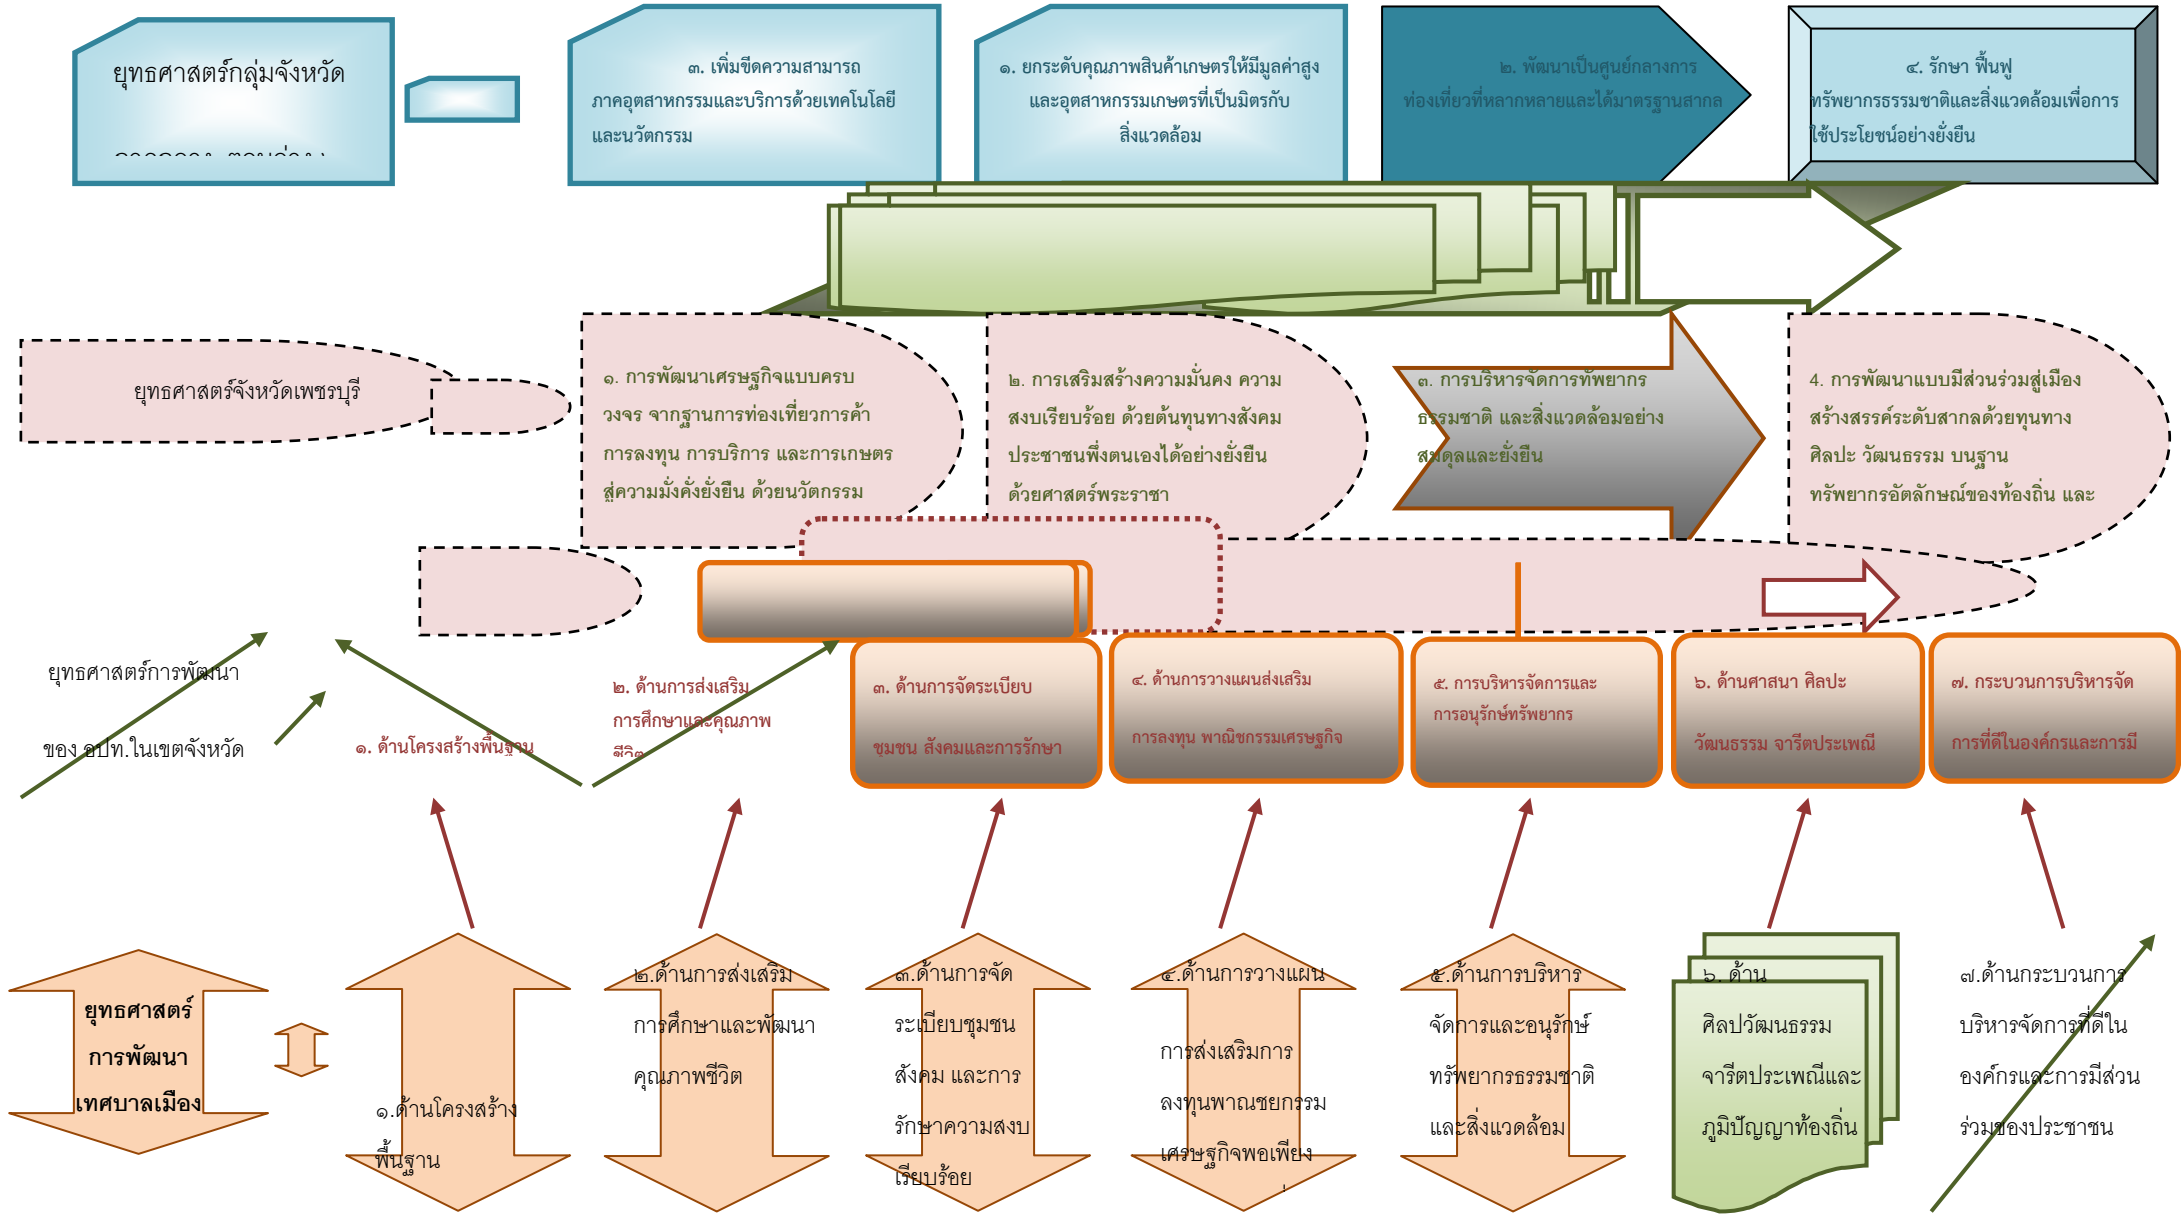 ยุทธศาสตร์กลุ่มจังหวัด
๓. เพิ่มขีดความสามารถ
ภาคอุตสาหกรรมและบริการด้วยเทคโนโลยี
และนวัตกรรม
๑. ยกระดับคุณภาพสินค้าเกษตรให้มีมูลค่าสูง
และอุตสาหกรรมเกษตรที่เป็นมิตรกับ
สิ่งแวดล้อม
๒. พัฒนาเป็นศูนย์กลางการ
ท่องเที่ยวที่หลากหลายและได้มาตรฐานสากล
๔. รักษา ฟื้นฟู
ทรัพยากรธรรมชาติและสิ่งแวดล้อมเพื่อการ
ใช้ประโยชน์อย่างยั่งยืน
ยุทธศาสตร์จังหวัดเพชรบุรี
๑. การพัฒนาเศรษฐกิจแบบครบ
วงจร จากฐานการท่องเที่ยวการค้า
การลงทุน การบริการ และการเกษตร
สู่ความมั่งคั่งยั่งยืน ด้วยนวัตกรรม
๒. การเสริมสร้างความมั่นคง ความ
สงบเรียบร้อย ด้วยต้นทุนทางสังคม
ประชาชนพึ่งตนเองได้อย่างยั่งยืน
ด้วยศาสตร์พระราชา
๓. การบริหารจัดการทัพยากร
ธรรมชาติ และสิ่งแวดล้อมอย่าง
สมดุลและยั่งยืน
4. การพัฒนาแบบมีส่วนร่วมสู่เมือง
สร้างสรรค์ระดับสากลด้วยทุนทาง
ศิลปะ วัฒนธรรม บนฐาน
ทรัพยากรอัตลักษณ์ของท้องถิ่น และ
ยุทธศาสตร์การพัฒนา
ของ อปท.ในเขตจังหวัด
๑. ด้านโครงสร้างพื้นฐาน
๒. ด้านการส่งเสริม
การศึกษาและคุณภาพ
ชีวิต
๓. ด้านการจัดระเบียบ
ชุมชน สังคมและการรักษา
๔. ด้านการวางแผนส่งเสริม
การลงทุน พาณิชกรรมเศรษฐกิจ
๕. การบริหารจัดการและ
การอนุรักษ์ทรัพยากร
๖. ด้านศาสนา ศิลปะ
วัฒนธรรม จารีตประเพณี
๗. กระบวนการบริหารจัด
การที่ดีในองค์กรและการมี
ยุทธศาสตร์
การพัฒนา
เทศบาลเมือง
๑.ด้านโครงสร้าง
พื้นฐาน
๒.ด้านการส่งเสริม
การศึกษาและพัฒนา
คุณภาพชีวิต
๓.ด้านการจัด
ระเบียบชุมชน
สังคม และการ
รักษาความสงบ
เรียบร้อย
๔.ด้านการวางแผน
การส่งเสริมการ
ลงทุนพาณชยกรรม
เศรษฐกิจพอเพียง
๕.ด้านการบริหาร
จัดการและอนุรักษ์
ทรัพยากรธรรมชาติ
และสิ่งแวดล้อม
๖. ด้าน
ศิลปวัฒนธรรม
จารีตประเพณีและ
ภูมิปัญญาท้องถิ่น
๗.ด้านกระบวนการ
บริหารจัดการที่ดีใน
องค์กรและการมีส่วน
ร่วมของประชาชน